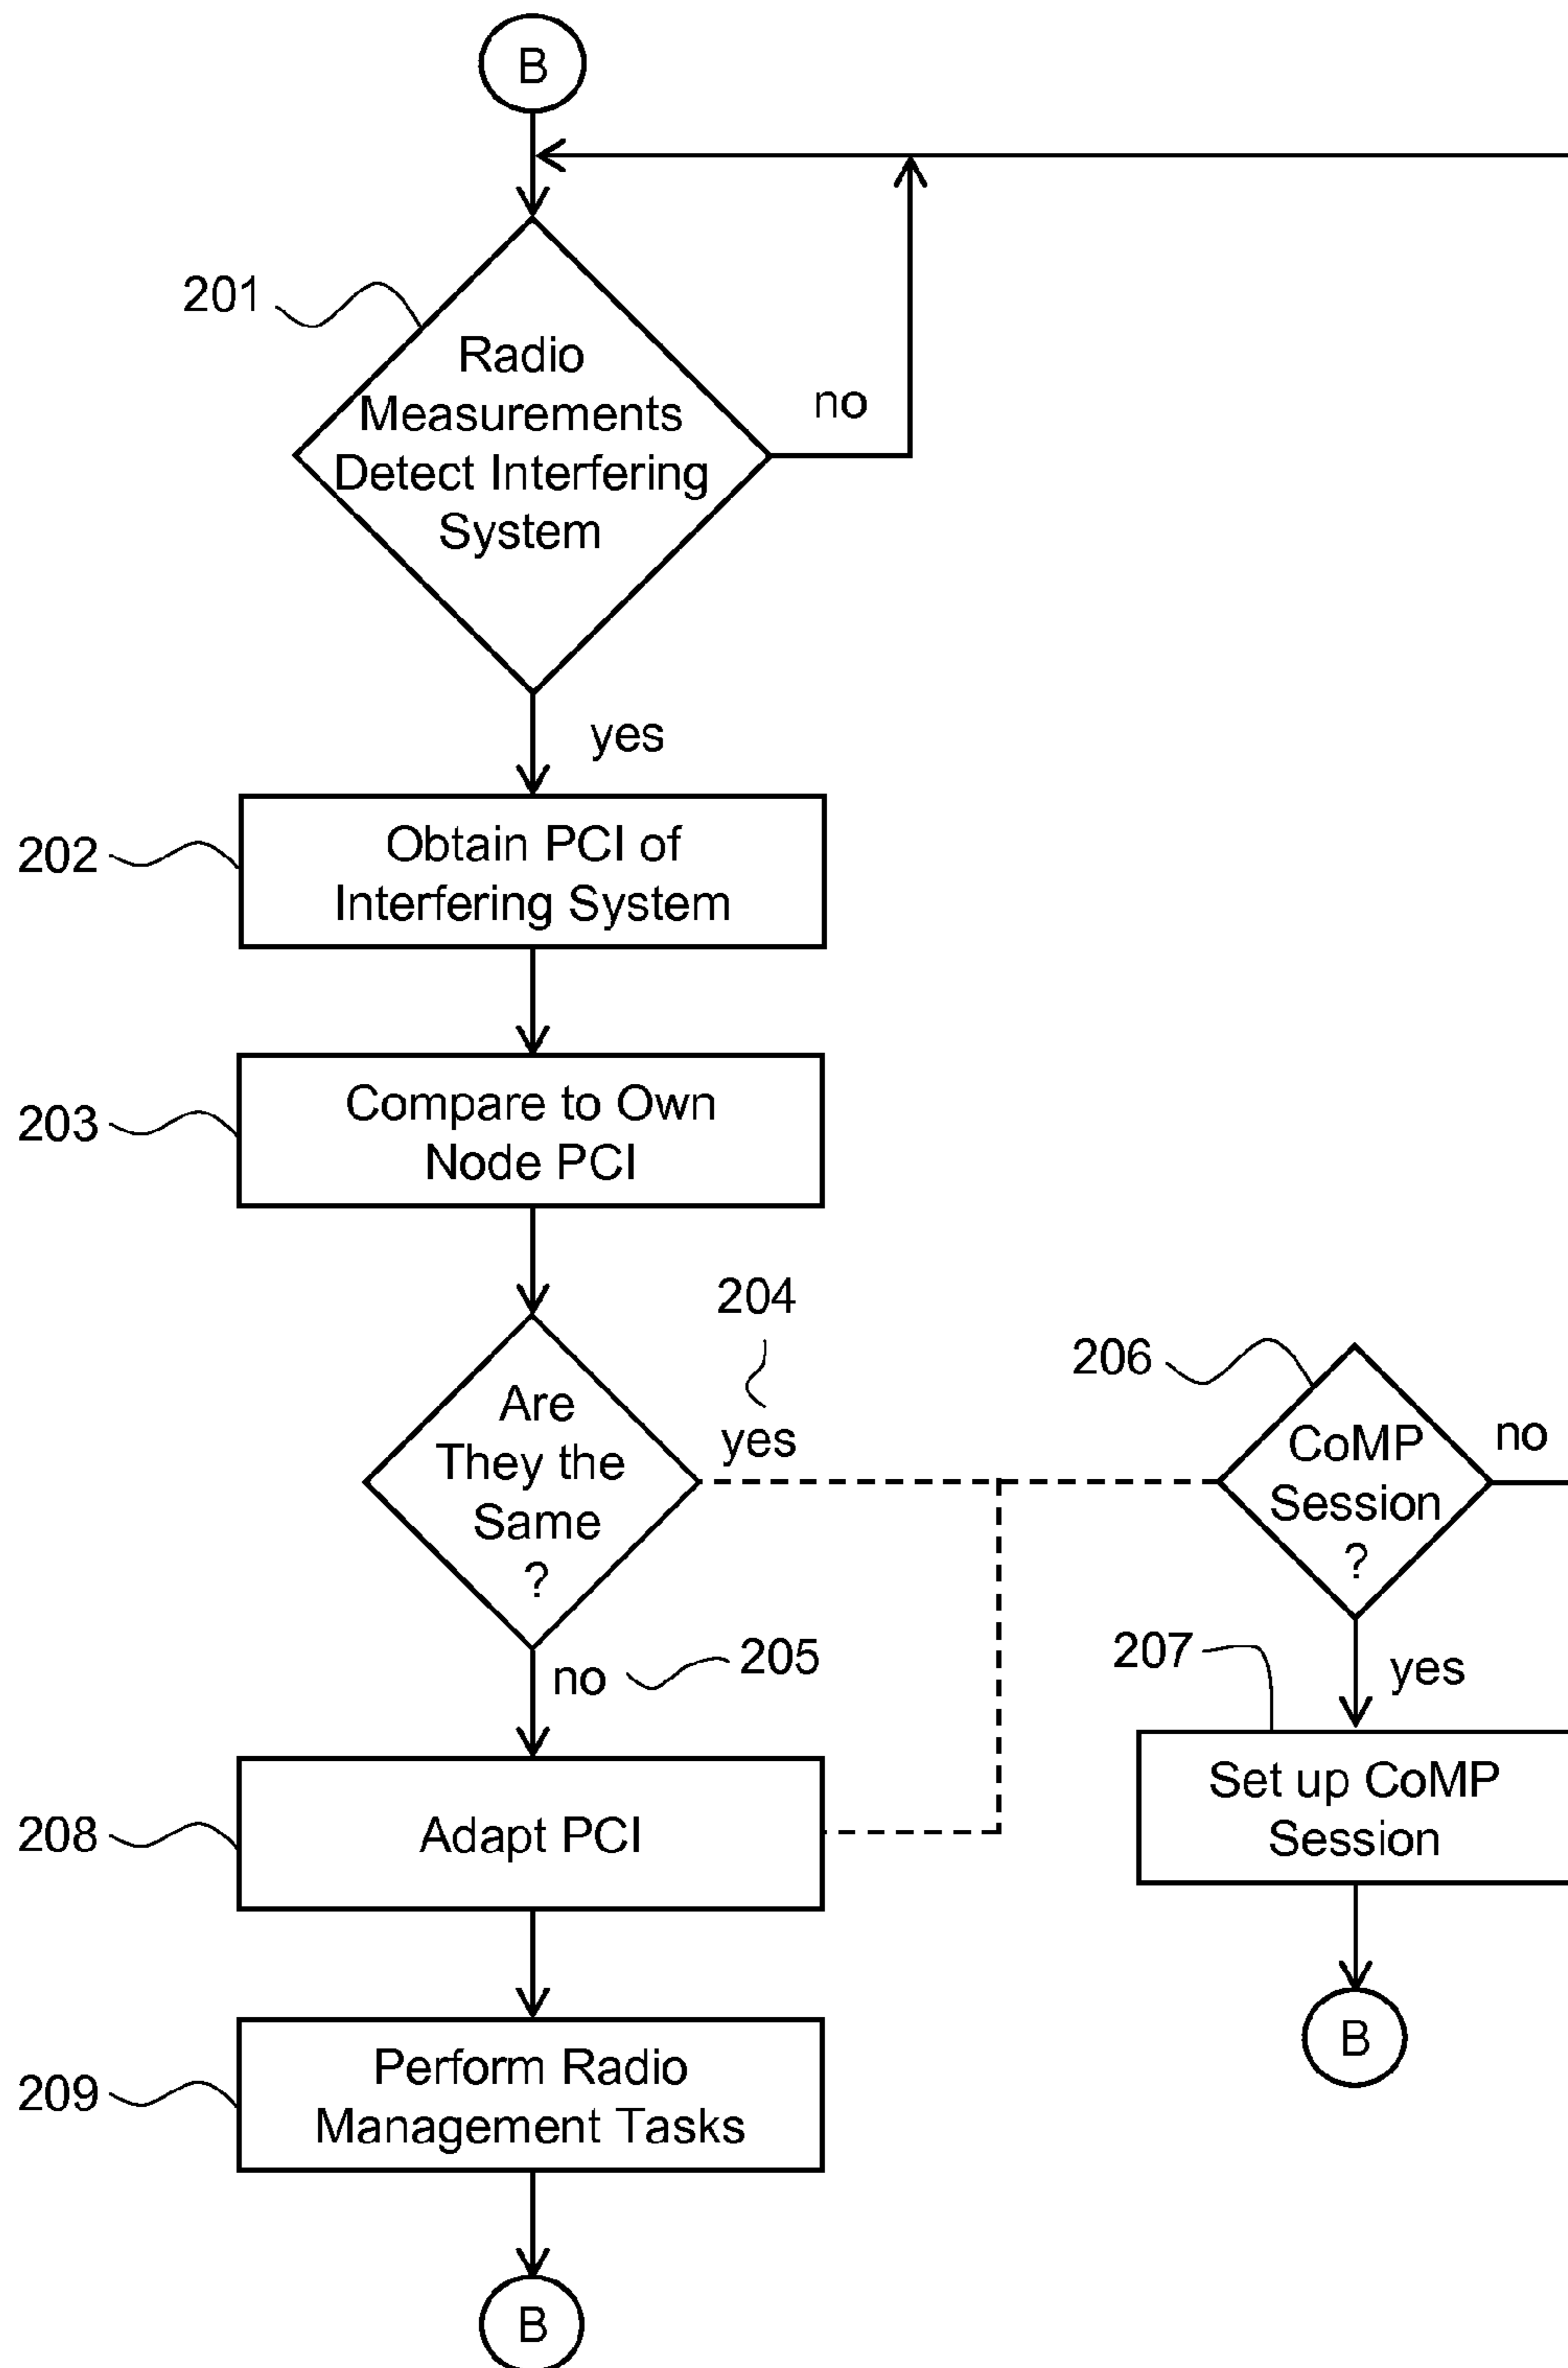 B
201
Radio
Measurements
Detect Interfering
System
no
yes
202
Obtain PCI of
Interfering System
203
Compare to Own
Node PCI
204
yes
Are
They the
Same
?
206
CoMP
Session
?
no
no
205
207
yes
Set up CoMP
Session
208
Adapt PCI
B
209
Perform Radio
Management Tasks
B